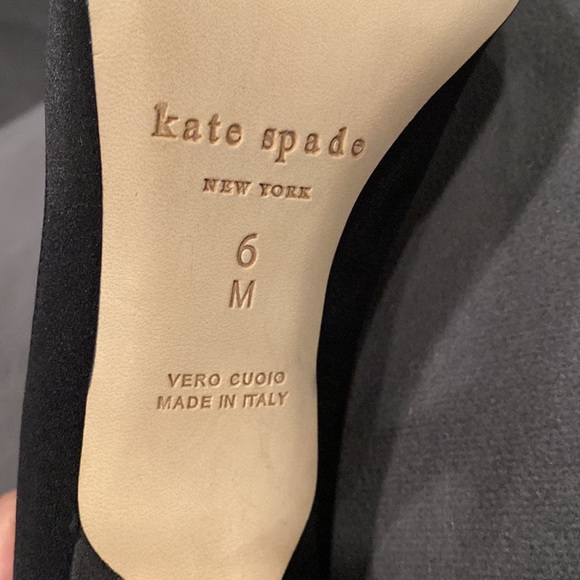 kate spade
NEW YORK
6
M
VERO CUOIO
MADE IN ITALY